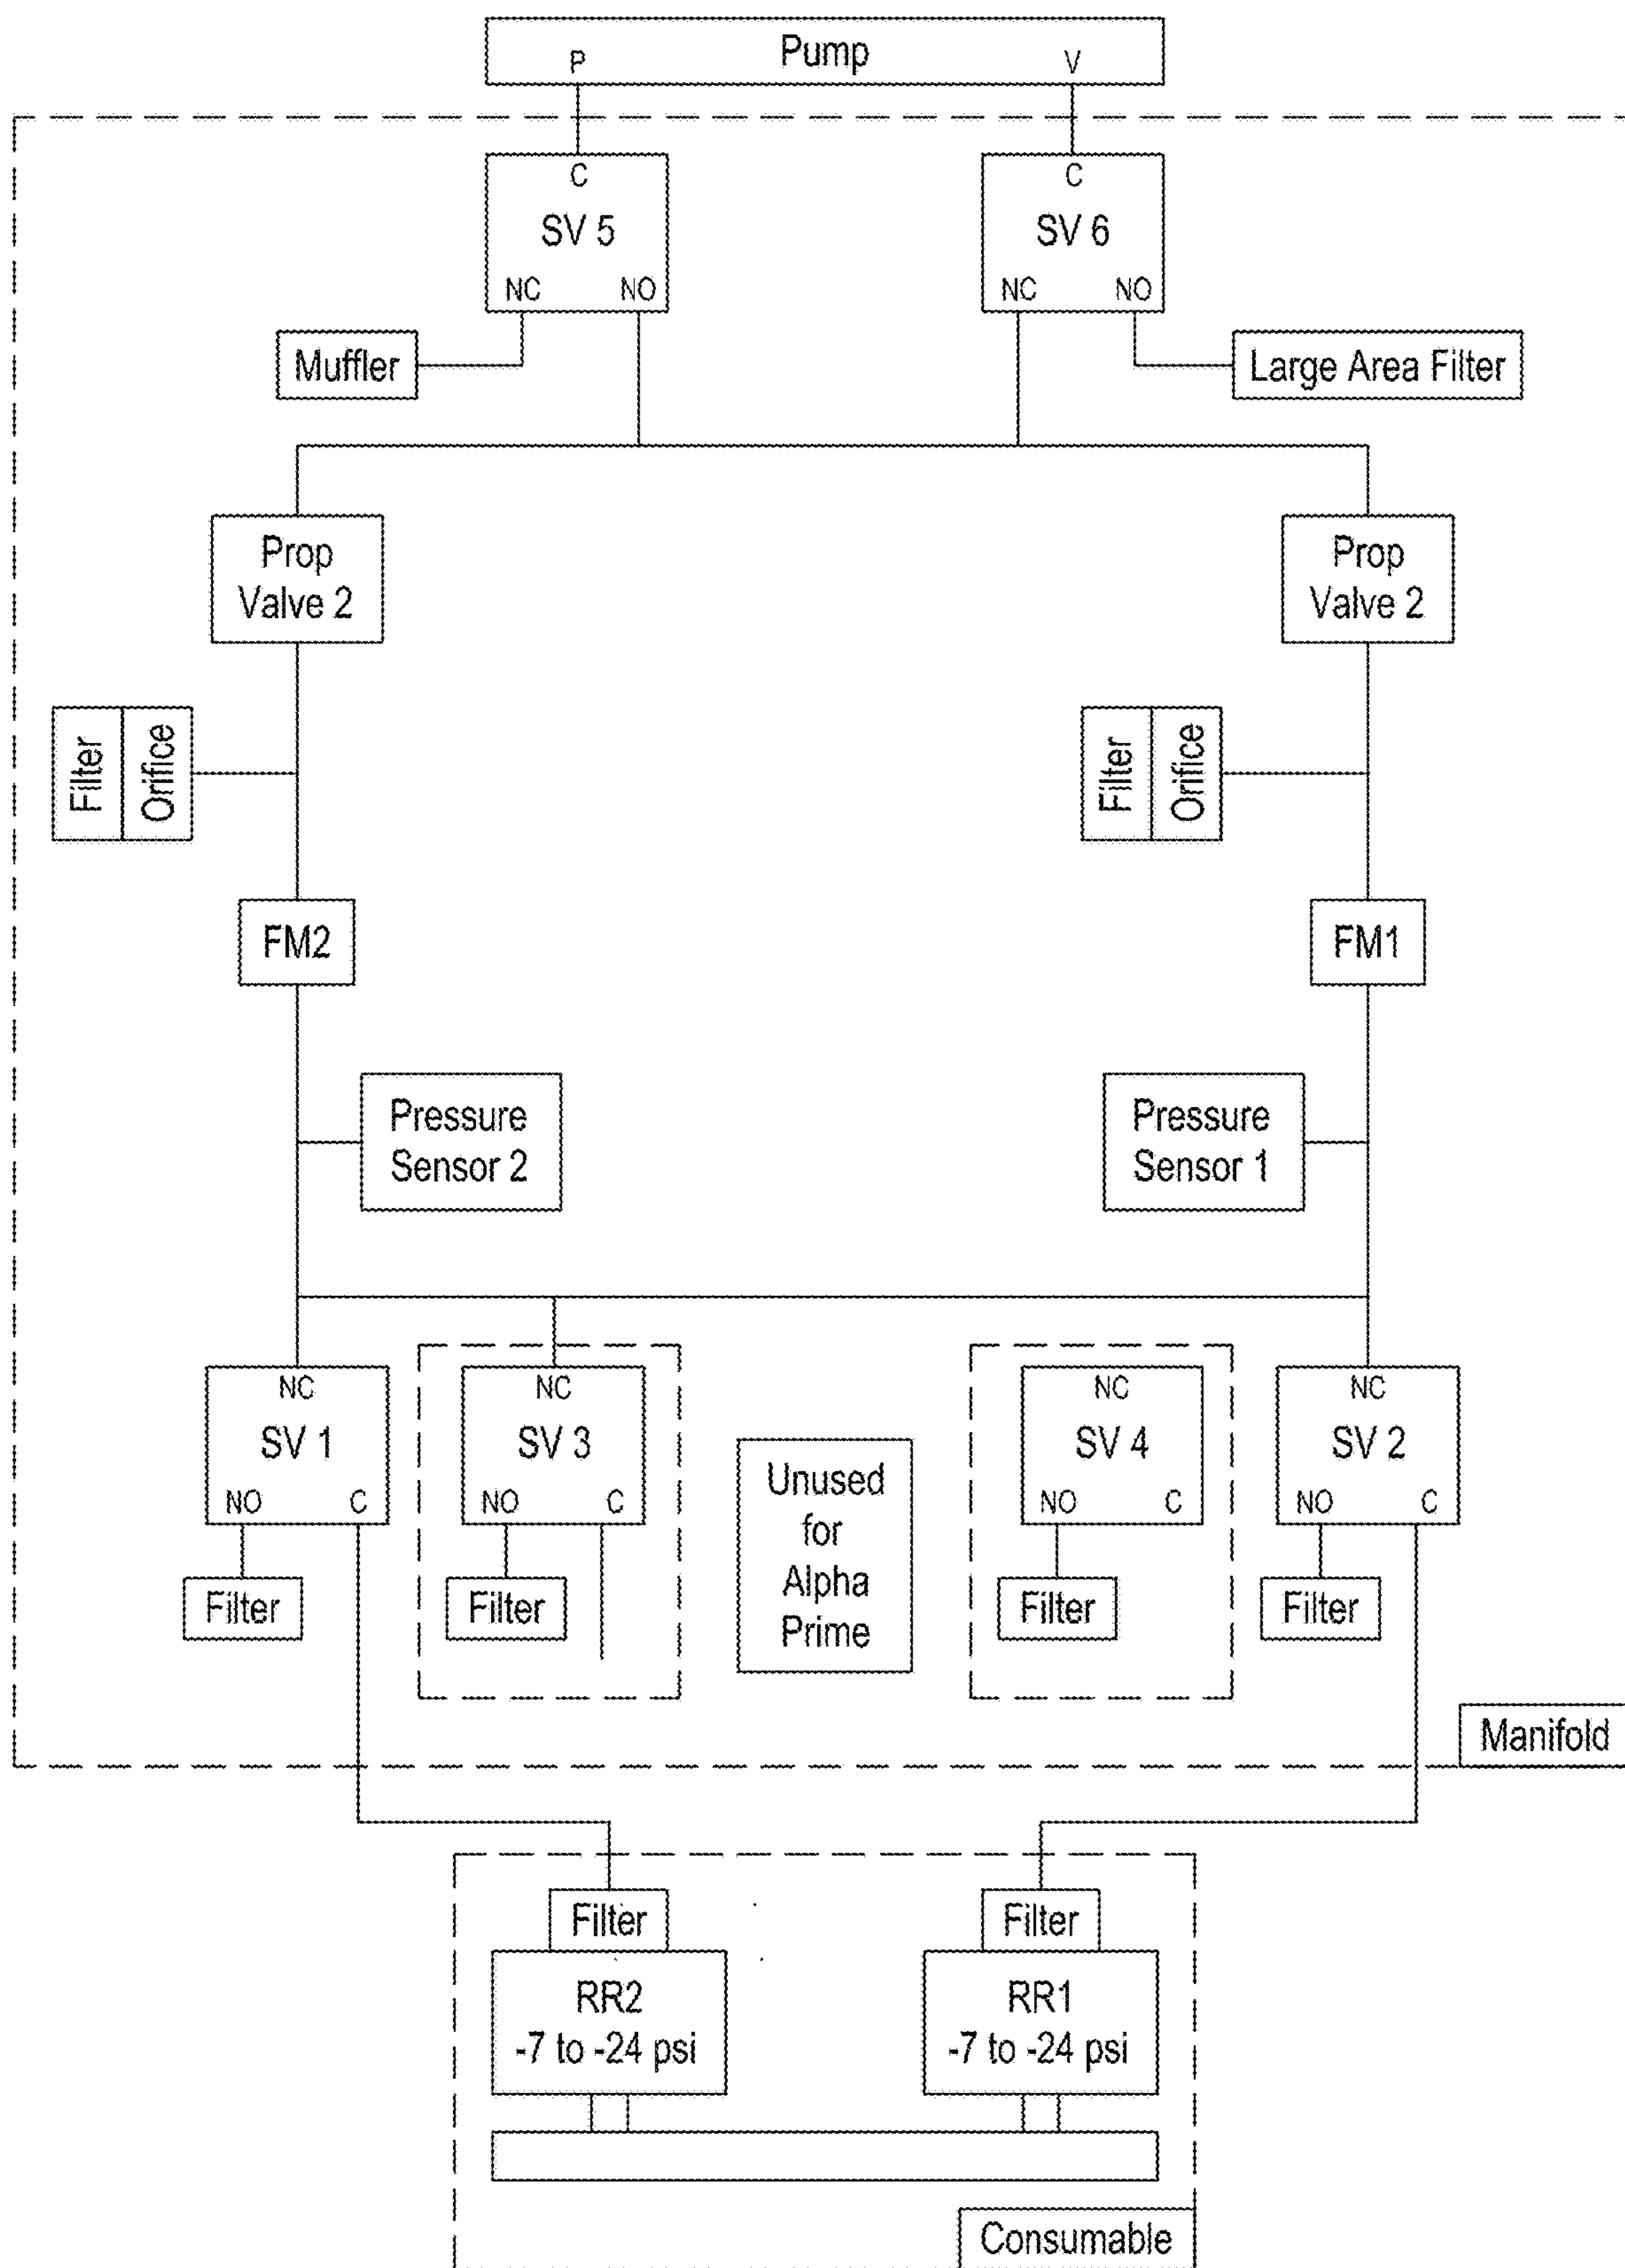 Pump
P
V
C
C
SV 5
SV 6
NC
NO
NC
NO
Muffler
Large Area Filter
Prop
Valve 2
Prop
Valve 2
Filter
Orifice
Filter
Orifice
FM2
FM1
Pressure
Sensor 2
Pressure
Sensor 1
NC
SV 1
NO
C
NC
SV 3
NO
C
Unused
for
Alpha
Prime
NC
SV 4
NO
C
NC
SV 2
NO
C
Filter
Filter
Filter
Filter
Manifold
Filter
Filter
RR2
-7 to -24 psi
RR1
-7 to -24 psi
Consumable